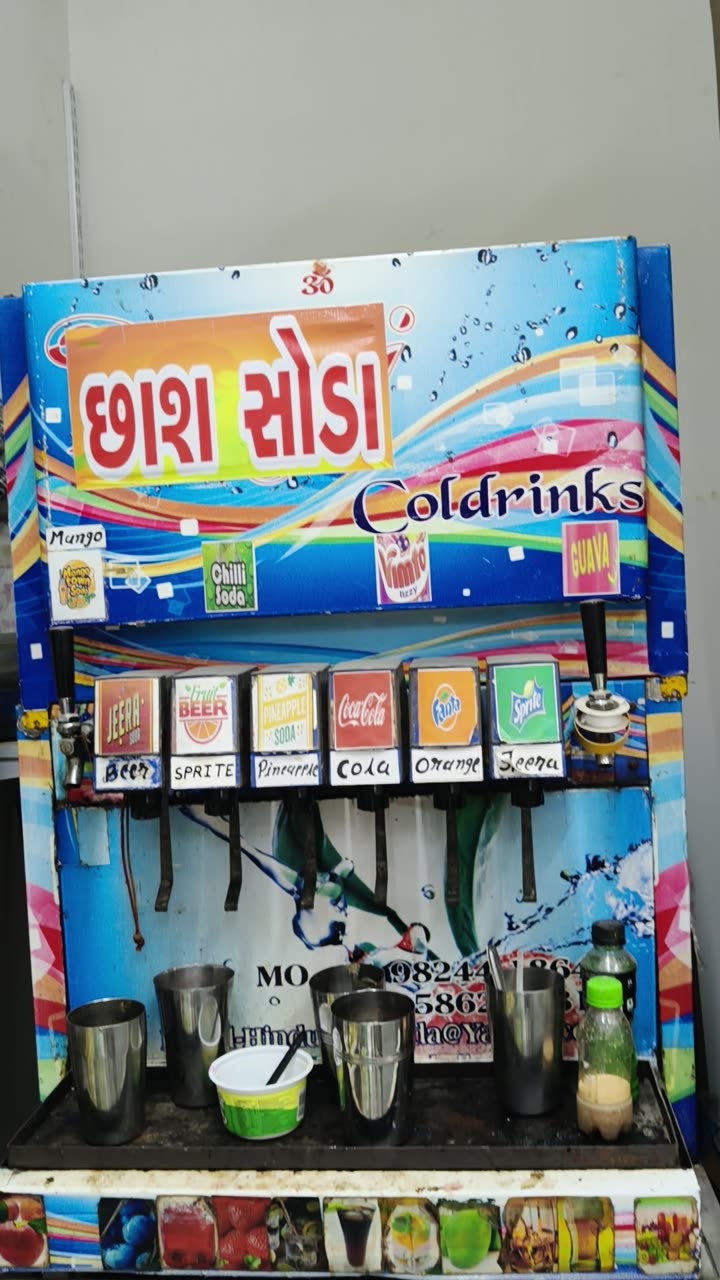 ॐ
છાશ સોડા
Coldrinks
Mango
Chilli Soda
Vimto fizzy
GUAVA
JEERA
Fruit BEER
PINEAPPLE SODA
Coca-Cola
Fanta
Sprite
Beer
SPRITE
Pineapple
Cola
Orange
Jeera
MO